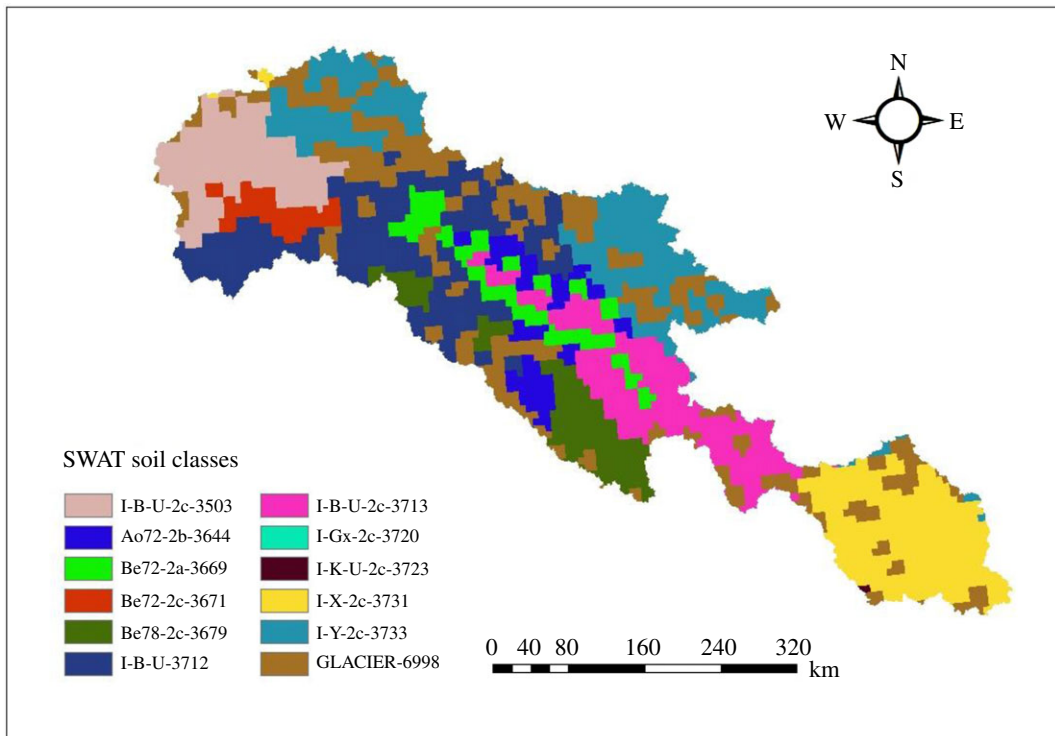 N
W E
S
SWAT soil classes
I-B-U-2c-3503
Ao72-2b-3644
Be72-2a-3669
Be72-2c-3671
Be78-2c-3679
I-B-U-3712
I-B-U-2c-3713
I-Gx-2c-3720
I-K-U-2c-3723
I-X-2c-3731
I-Y-2c-3733
GLACIER-6998
0 40 80 160 240 320
km